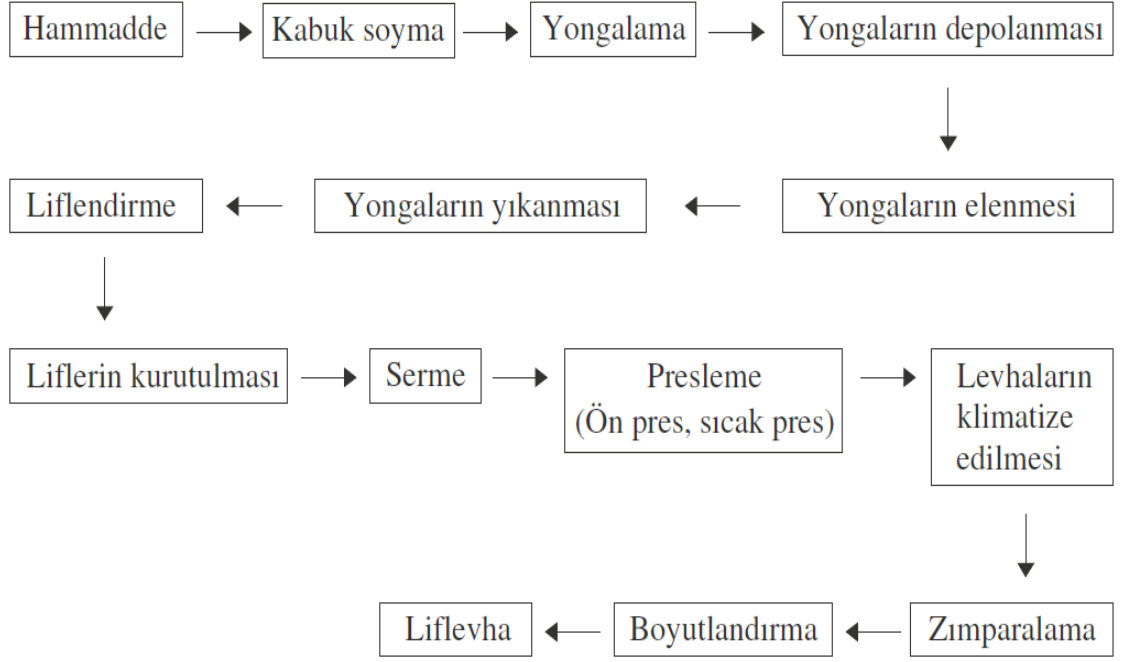 Hammadde
Kabuk soyma
Yongalama
Yongaların depolanması
Yongaların elenmesi
Yongaların yıkanması
Liflendirme
Liflerin kurutulması
Serme
Presleme
(Ön pres, sıcak pres)
Levhaların
klimatize
edilmesi
Zımparalama
Boyutlandırma
Liflevha